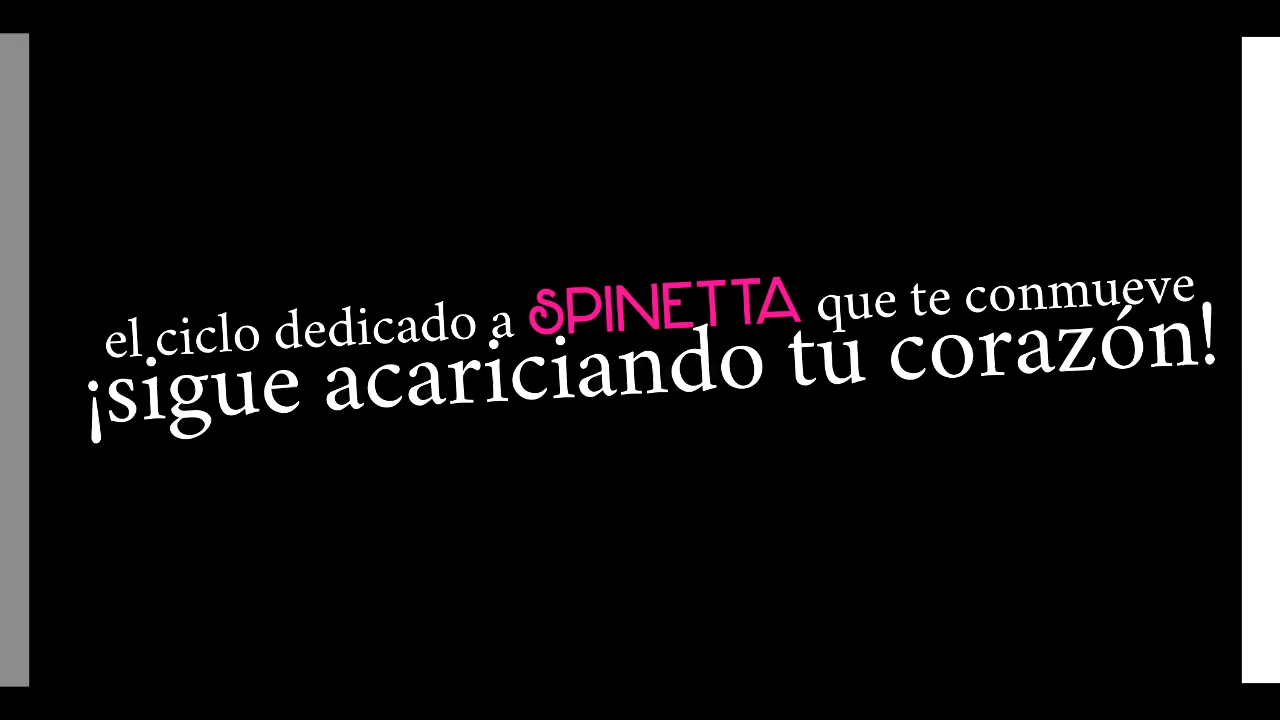 el ciclo dedicado a SPINETTA que te conmueve
¡sigue acariciando tu corazón!